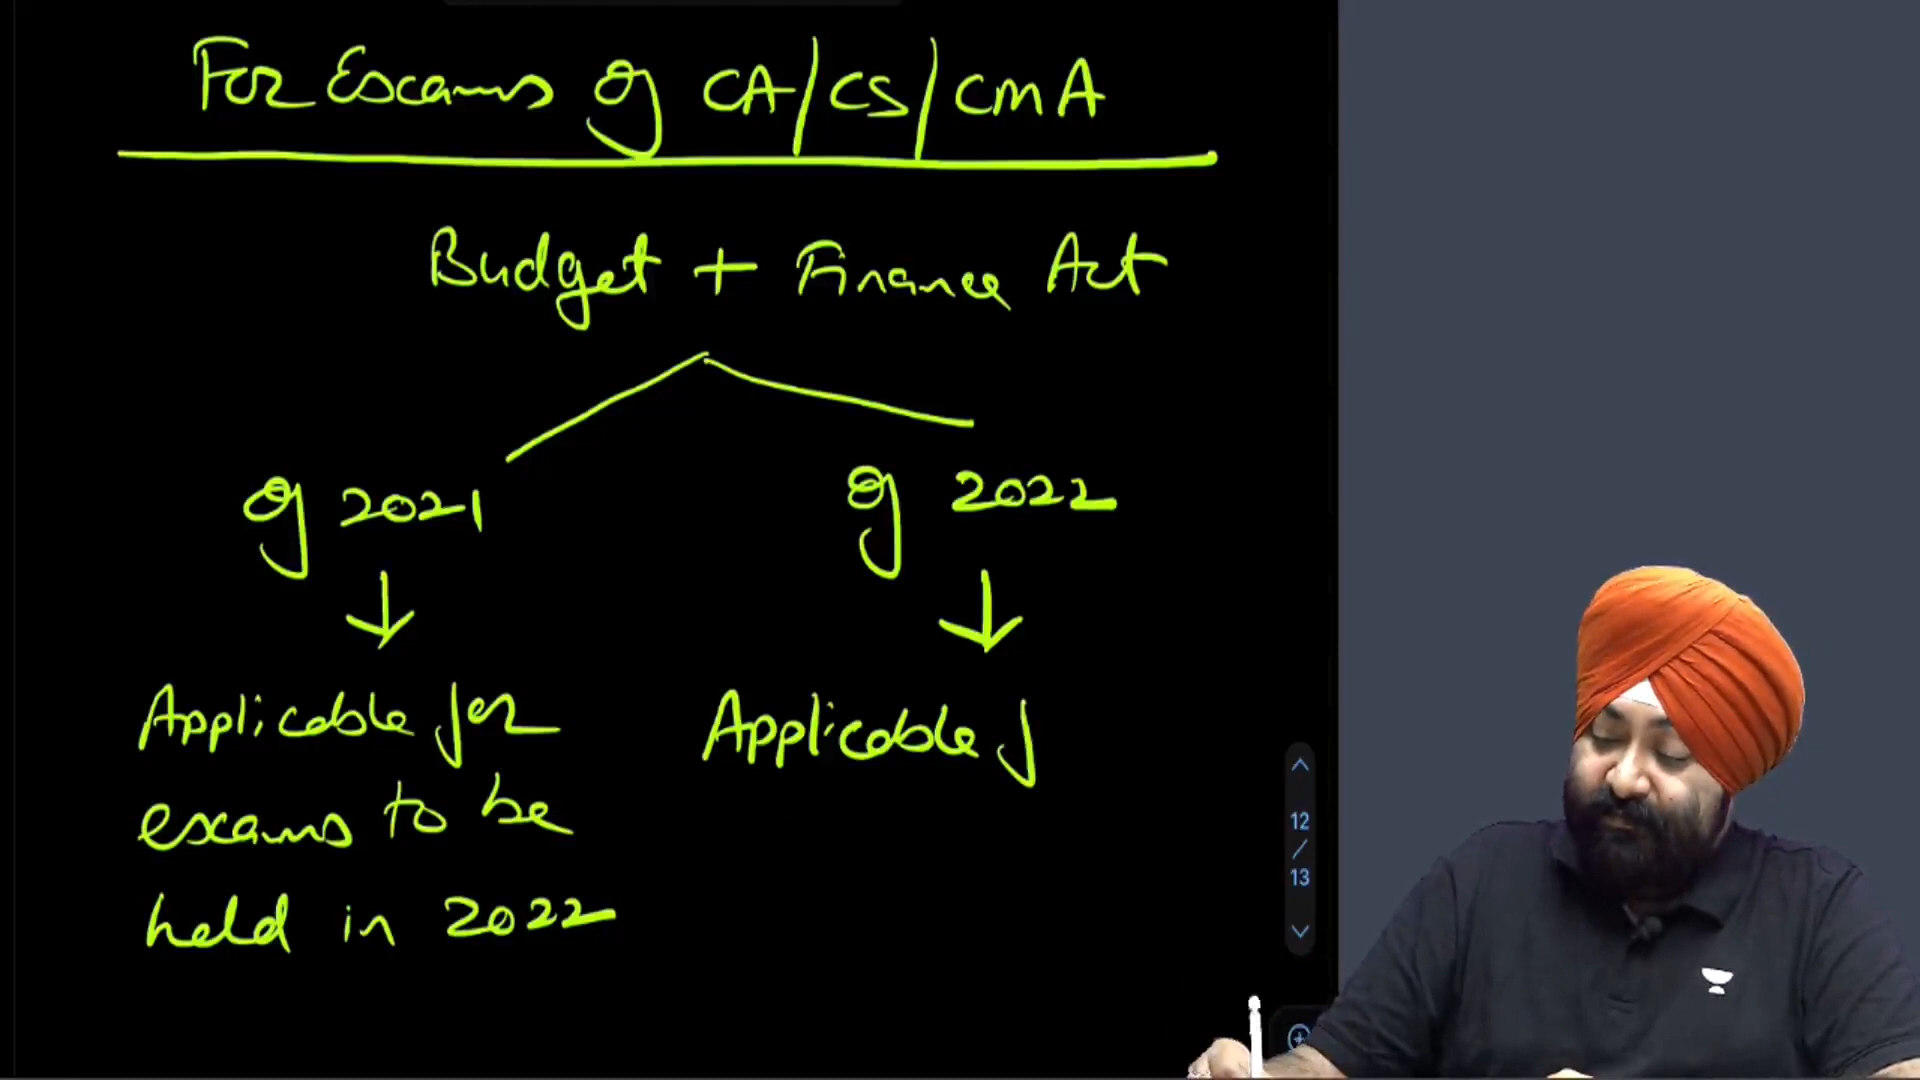 For Exams of CA/CS/CMA
Budget + Finance Act
of 2021
of 2022
Applicable for
exams to be
held in 2022
Applicable f
12
/
13